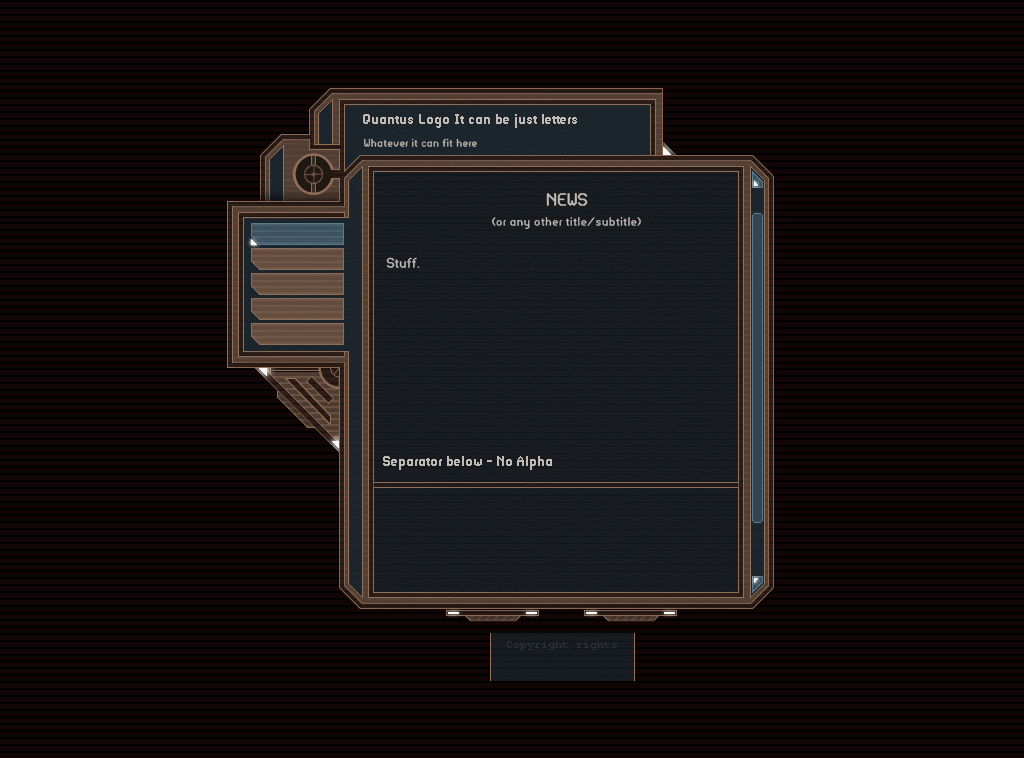 Quantus Logo It can be just letters
Whatever it can fit here
NEWS
(or any other title/subtitle)
Stuff.
Separator below - No Alpha
Copyright rights